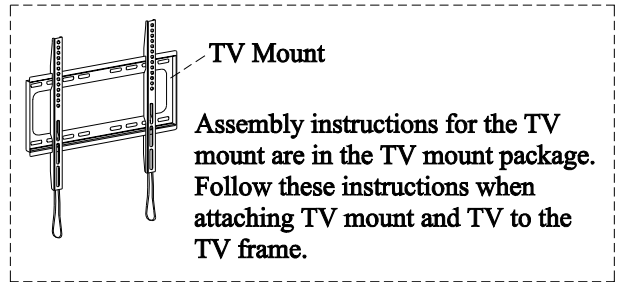 TV Mount
Assembly instructions for the TV
mount are in the TV mount package.
Follow these instructions when
attaching TV mount and TV to the
TV frame.